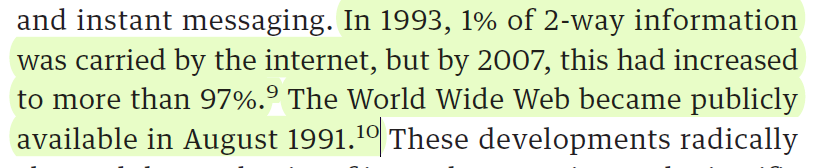 and instant messaging. In 1993, 1% of 2-way information
was carried by the internet, but by 2007, this had increased
to more than 97%.⁹ The World Wide Web became publicly
available in August 1991.¹⁰ These developments radically